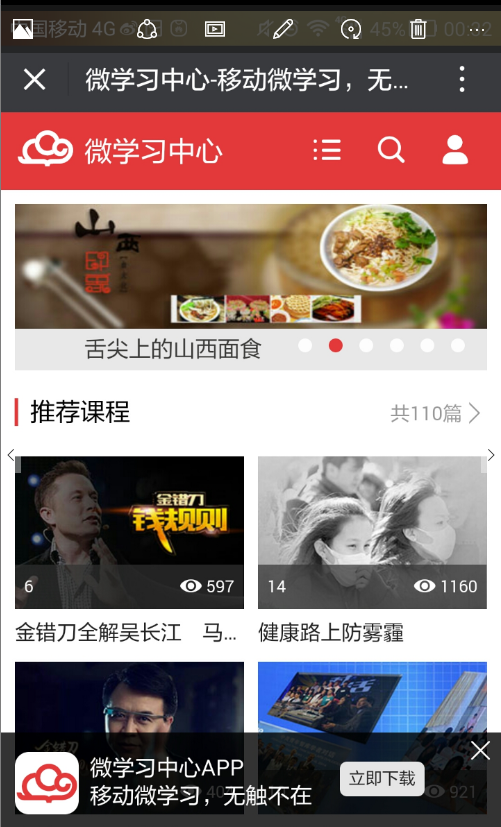 中国移动 4G
45%
00:32
微学习中心-移动微学习，无...
微学习中心
山西
舌尖上的山西面食
推荐课程
共110篇
金错刀
钱规则
6
597
14
1160
金错刀全解吴长江 马...
健康路上防雾霾
微学习中心APP
移动微学习，无触不在
立即下载
40
921